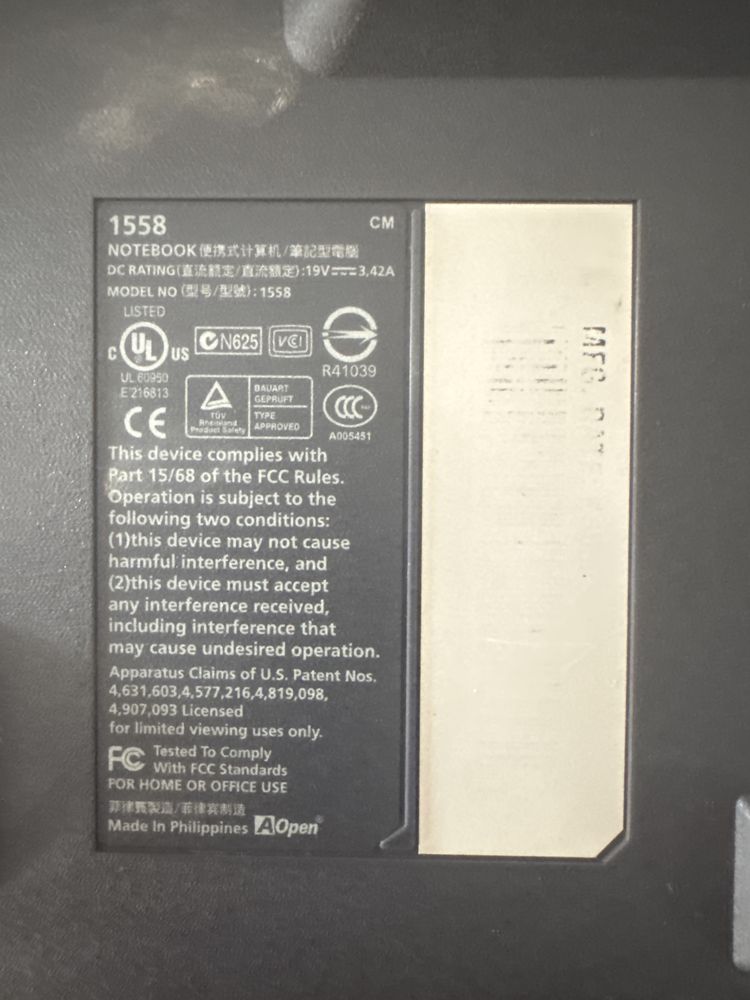 1558
CM
NOTEBOOK 便携式计算机/筆記型電腦
DC RATING(直流额定/直流額定):19V⎓3,42A
MODEL NO (型号/型號): 1558
LISTED
C UL US
UL 60950
E'216813
N625
VCI
R41039
TÜV
Rheinland
Product Safety
BAUART
GEPRÜFT
TYPE
APPROVED
CE
CCC
A005451
This device complies with
Part 15/68 of the FCC Rules.
Operation is subject to the
following two conditions:
(1)this device may not cause
harmful interference, and
(2)this device must accept
any interference received,
including interference that
may cause undesired operation.
Apparatus Claims of U.S. Patent Nos.
4,631,603,4,577,216,4,819,098,
4,907,093 Licensed
for limited viewing uses only.
FC Tested To Comply
With FCC Standards
FOR HOME OR OFFICE USE
菲律賓製造/菲律宾制造
Made In Philippines AOpen®
MFG.